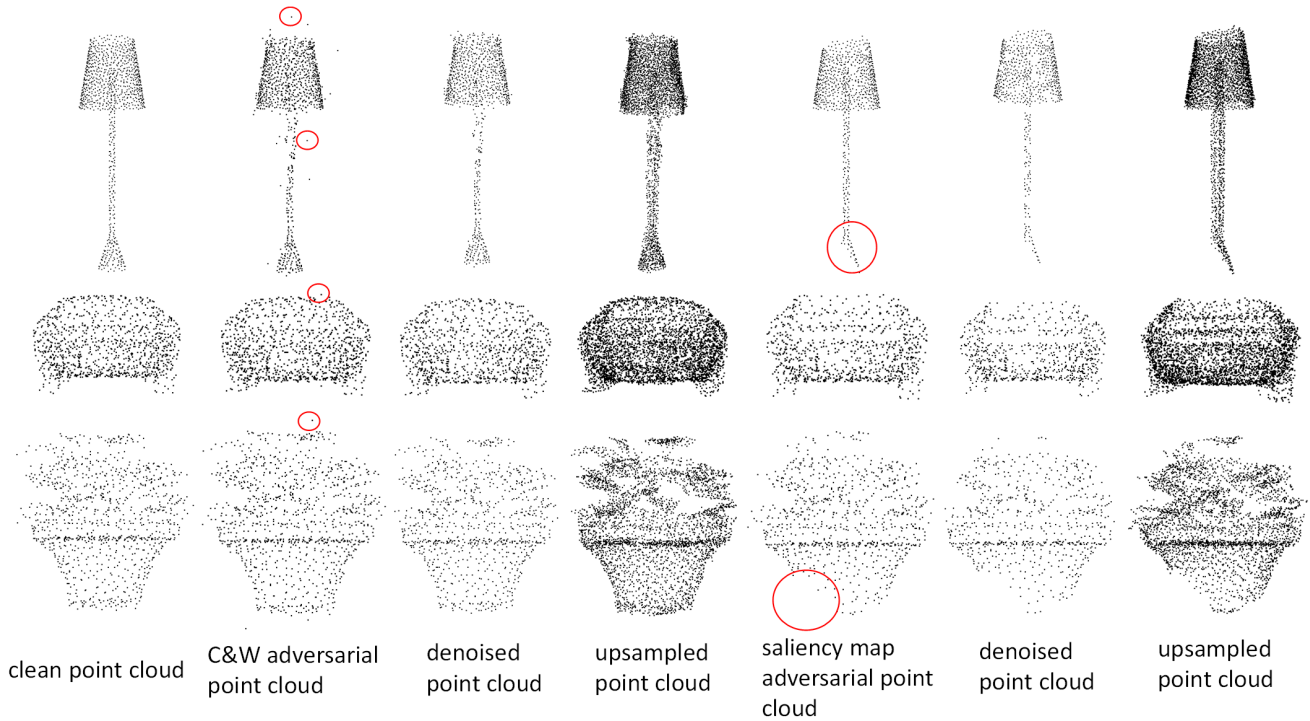 clean point cloud
C&W adversarial
point cloud
denoised
point cloud
upsampled
point cloud
saliency map
adversarial point
cloud
denoised
point cloud
upsampled
point cloud